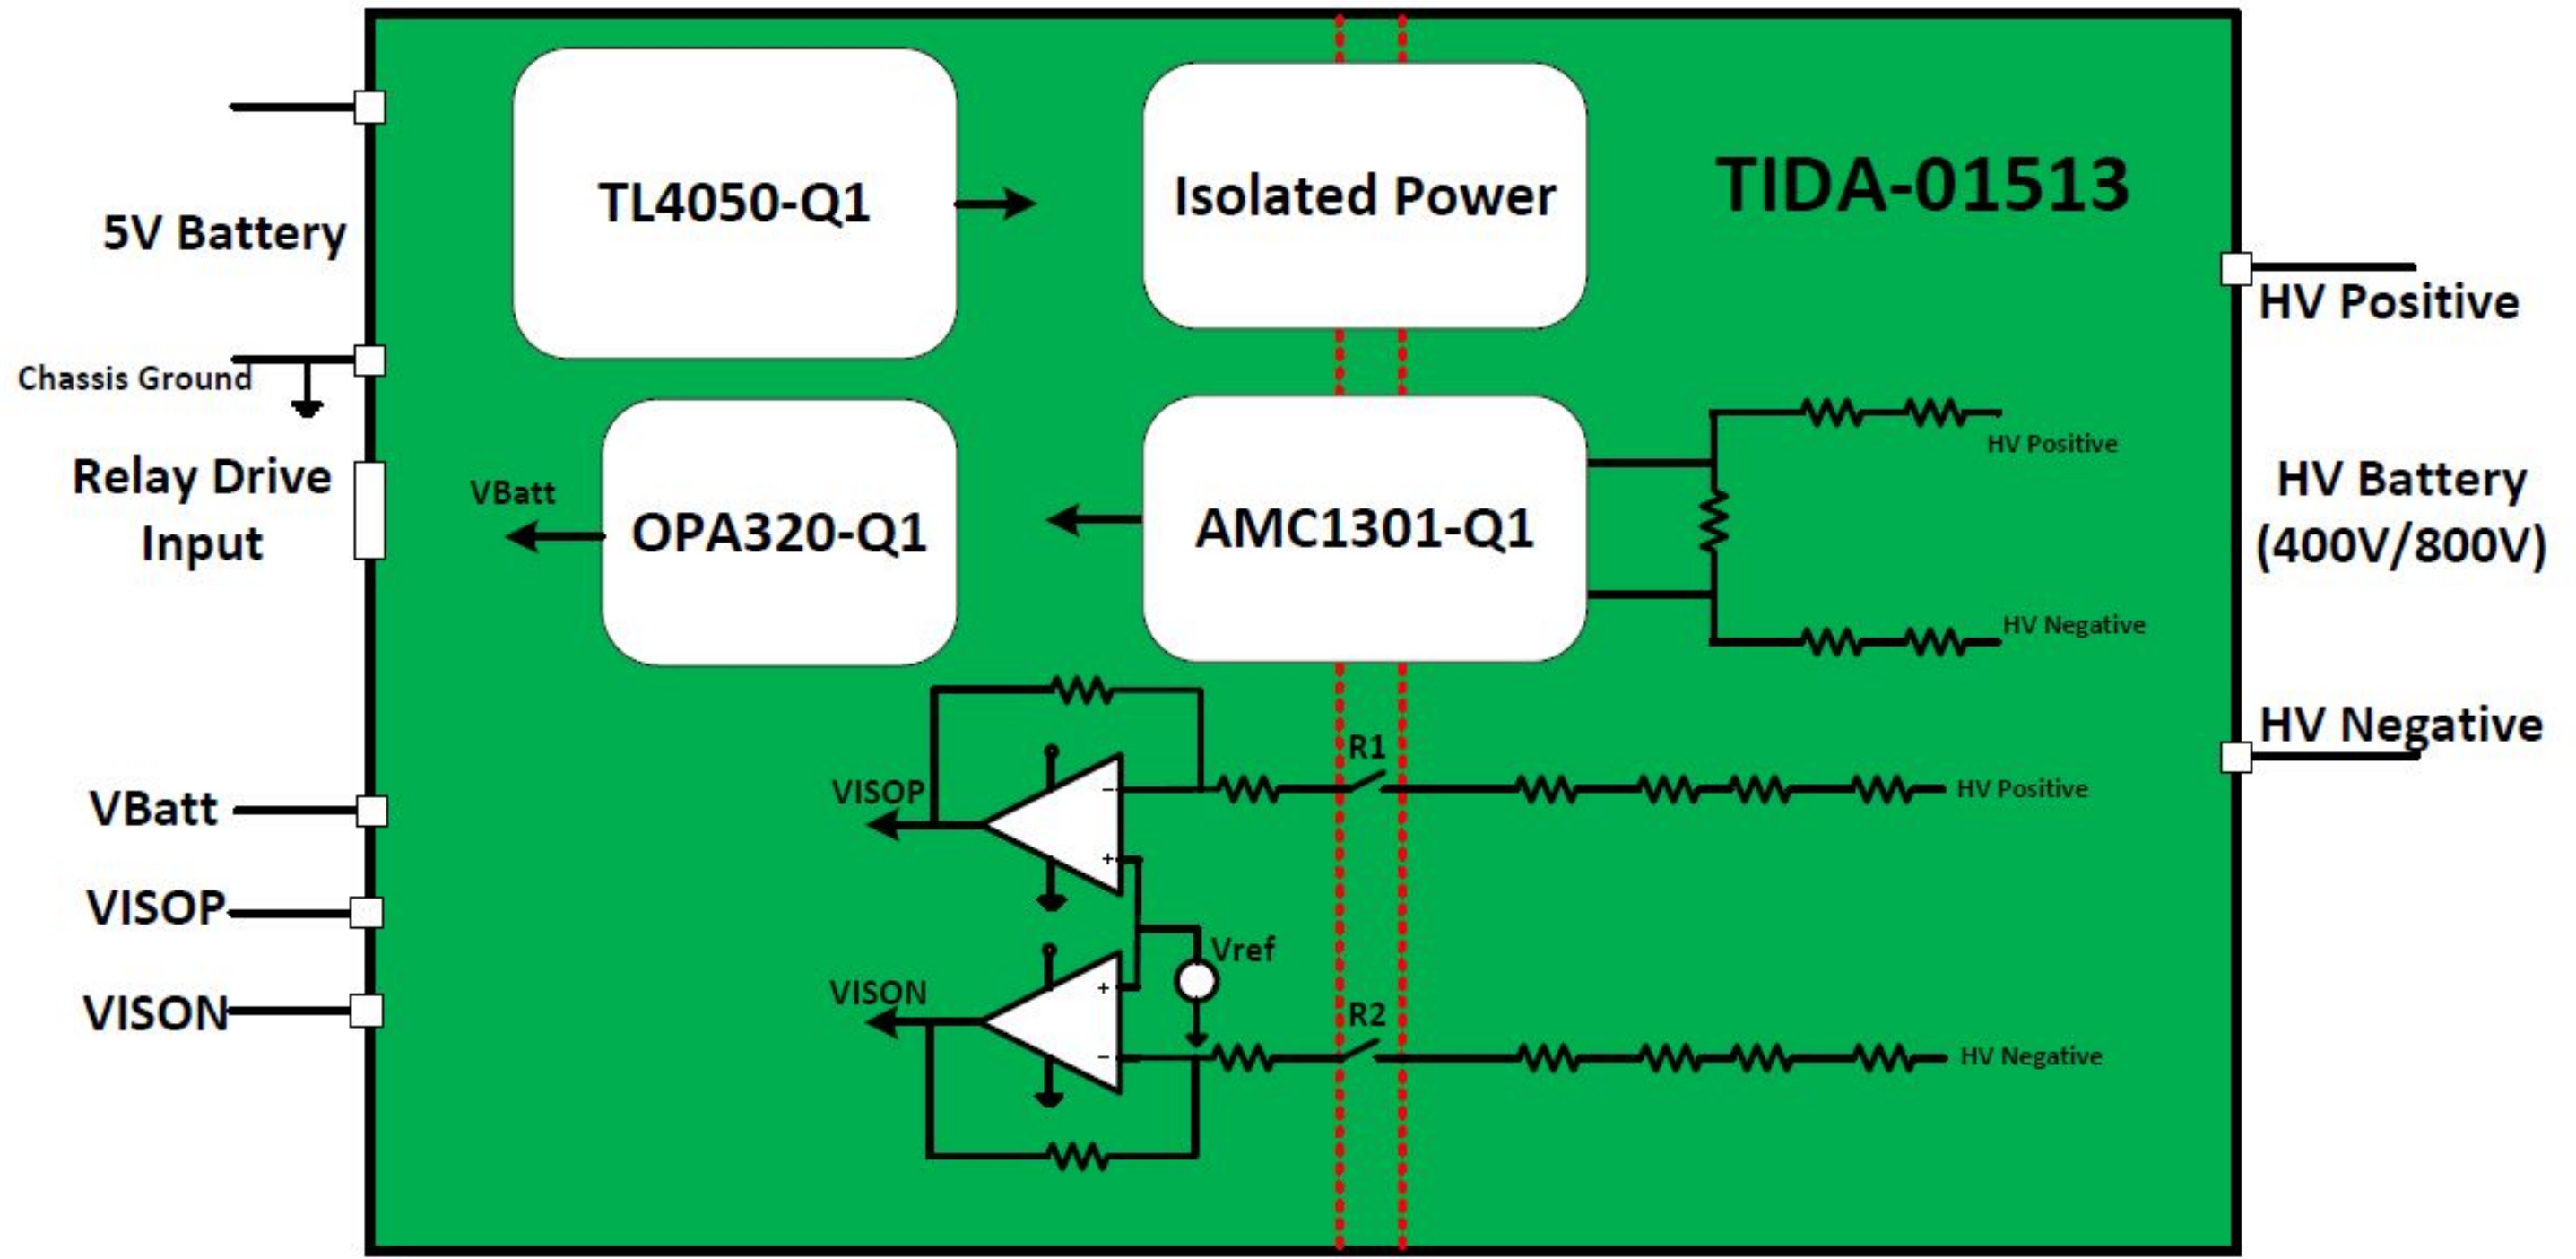 TL4050-Q1
Isolated Power
TIDA-01513
5V Battery
HV Positive
Chassis Ground
Relay Drive
Input
VBatt
OPA320-Q1
AMC1301-Q1
HV Positive
HV Negative
HV Battery
(400V/800V)
HV Negative
R1
VISOP
-
HV Positive
+
VBatt
VISOP
Vref
VISON
+
R2
-
HV Negative
VISON